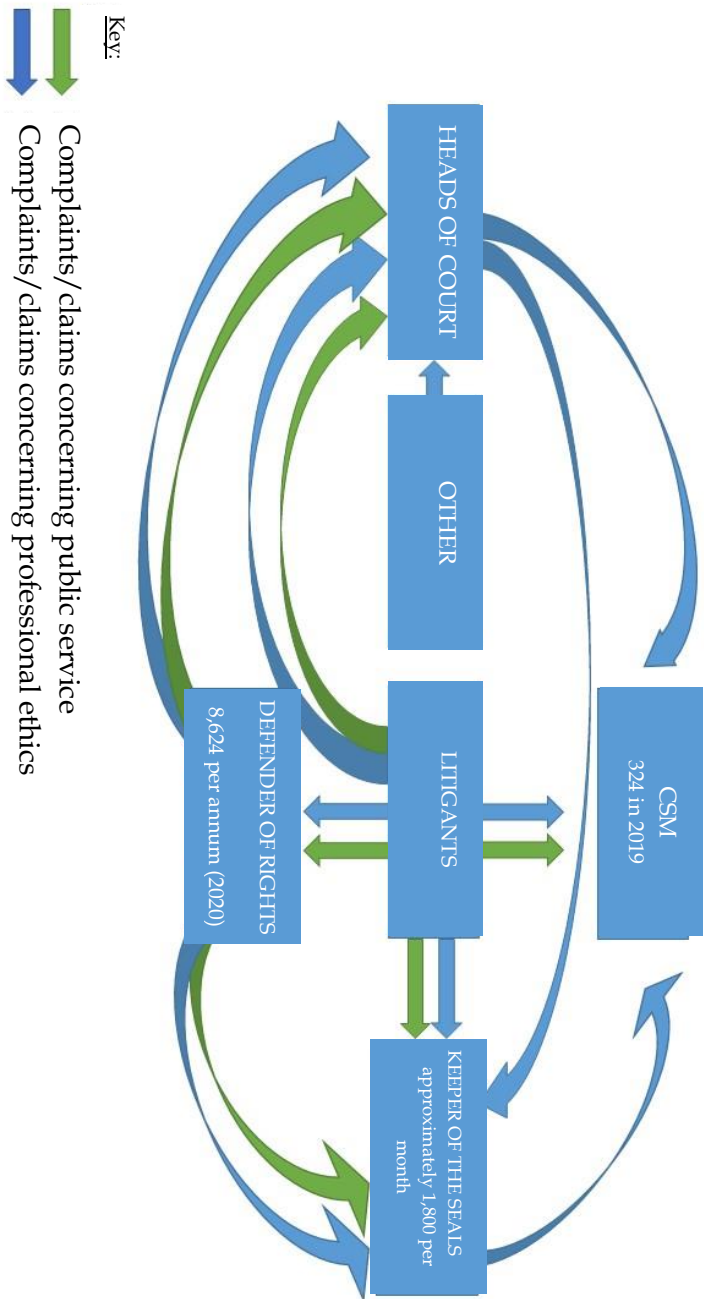 CSM
324 in 2019
HEADS OF COURT
OTHER
LITIGANTS
KEEPER OF THE SEALS
approximately 1,800 per
month
DEFENDER OF RIGHTS
8,624 per annum (2020)
Key:
Complaints/claims concerning public service
Complaints/claims concerning professional ethics